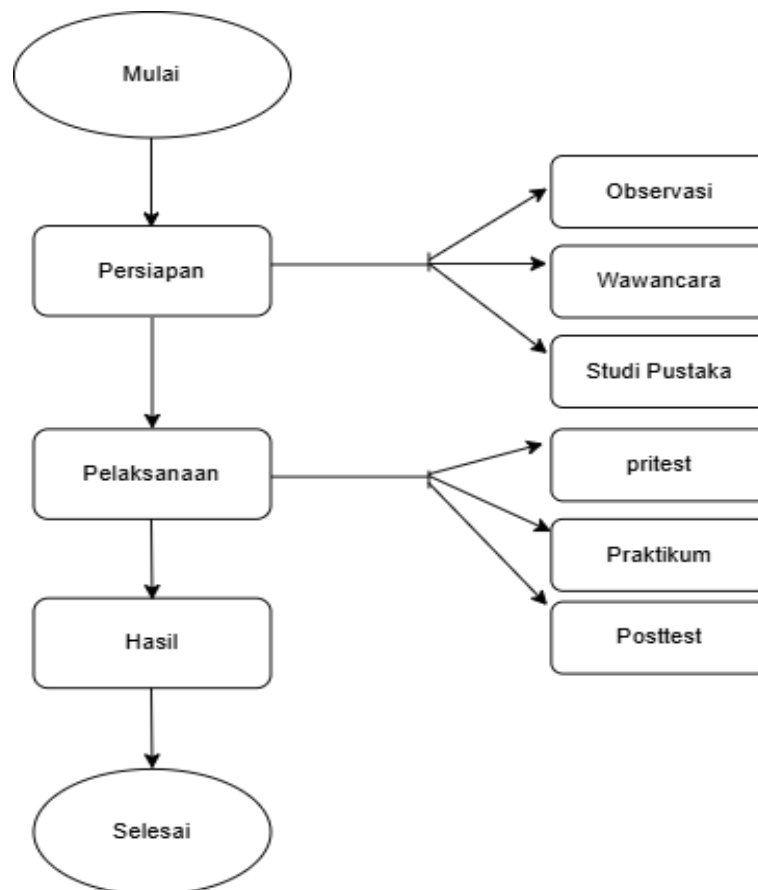 Mulai
Persiapan
Observasi
Wawancara
Studi Pustaka
Pelaksanaan
pritest
Praktikum
Posttest
Hasil
Selesai